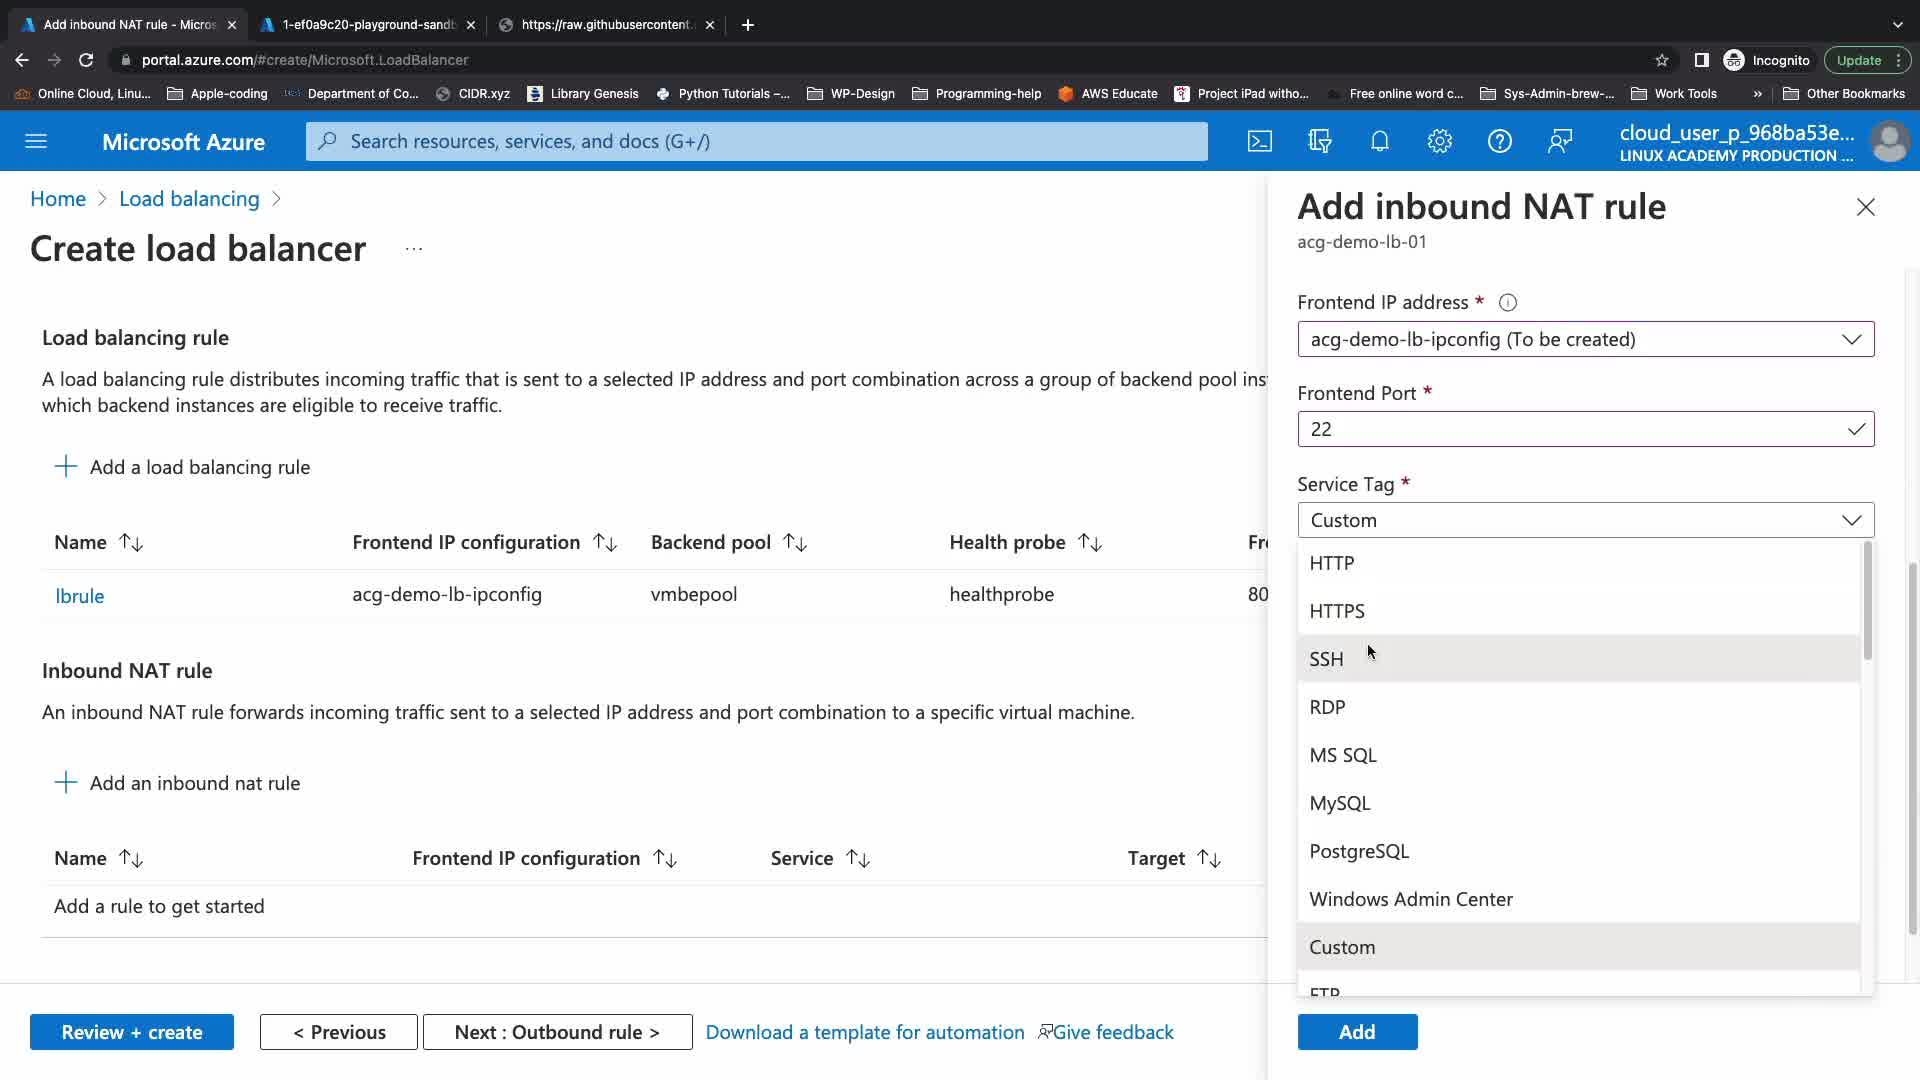 Add inbound NAT rule - Micros
1-ef0a9c20-playground-sandb
https://raw.githubusercontent.
portal.azure.com/#create/Microsoft.LoadBalancer
Incognito
Update
Online Cloud, Linu...
Apple-coding
Department of Co...
CIDR.xyz
Library Genesis
Python Tutorials –...
WP-Design
Programming-help
AWS Educate
Project iPad witho...
Free online word c...
Sys-Admin-brew-...
Work Tools
»
Other Bookmarks
Microsoft Azure
Search resources, services, and docs (G+/)
cloud_user_p_968ba53e...
LINUX ACADEMY PRODUCTION ...
Home > Load balancing >
Create load balancer ...
Load balancing rule
A load balancing rule distributes incoming traffic that is sent to a selected IP address and port combination across a group of backend pool ins
which backend instances are eligible to receive traffic.
+ Add a load balancing rule
Name Frontend IP configuration Backend pool Health probe Fr
lbrule acg-demo-lb-ipconfig vmbepool healthprobe 80
Inbound NAT rule
An inbound NAT rule forwards incoming traffic sent to a selected IP address and port combination to a specific virtual machine.
+ Add an inbound nat rule
Name Frontend IP configuration Service Target
Add a rule to get started
Review + create
< Previous
Next : Outbound rule >
Download a template for automation
Give feedback
Add inbound NAT rule
acg-demo-lb-01
Frontend IP address *
acg-demo-lb-ipconfig (To be created)
Frontend Port *
22
Service Tag *
Custom
HTTP
HTTPS
SSH
RDP
MS SQL
MySQL
PostgreSQL
Windows Admin Center
Custom
FTP
Add